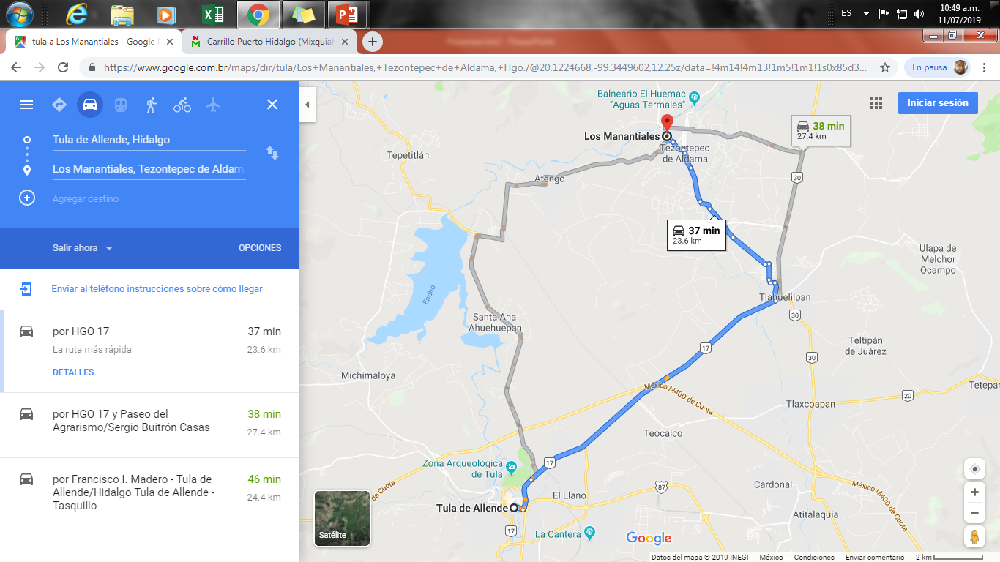 10:49 a.m.
ES
11/07/2019
tula a Los Manantiales - Google
Carrillo Puerto Hidalgo (Mixquiah
https://www.google.com.br/maps/dir/tula/Los+Manantiales,+Tezontepec+de+Aldama,+Hgo./@20.1224668,-99.3449602,12.25z/data=!4m14!4m13!1m5!1m1!1s0x85d3...
En pausa
Tula de Allende, Hidalgo
Los Manantiales, Tezontepec de Aldam
Agregar destino
Salir ahora
OPCIONES
Enviar al teléfono instrucciones sobre cómo llegar
por HGO 17
37 min
La ruta más rápida
23.6 km
DETALLES
por HGO 17 y Paseo del
Agrarismo/Sergio Buitrón Casas
38 min
27.4 km
por Francisco I. Madero - Tula de
Allende/Hidalgo Tula de Allende -
Tasquillo
46 min
24.4 km
Iniciar sesión
Balneario El Huemac
"Aguas Termales"
38 min
27.4 km
Los Manantiales
Tezontepec
de Aldama
Tepetitlán
Atengo
30
37 min
23.6 km
Ulapa de
Melchor
Ocampo
Endhó
Tlahuelilpan
Santa Ana
Ahuehuepan
30
17
Teltipán
de Juárez
30
Michimaloya
México M40D de Cuota
Tetepan
20
Tlaxcoapan
Teocalco
17
Zona Arqueológica
de Tula
de Cuota
87
Cardonal
México M40D de Cuota
El Llano
Tula de Allende
Atitalaquia
17
La Cantera
Satélite
Google
Datos del mapa © 2019 INEGI
México
Condiciones
Enviar comentario
2 km